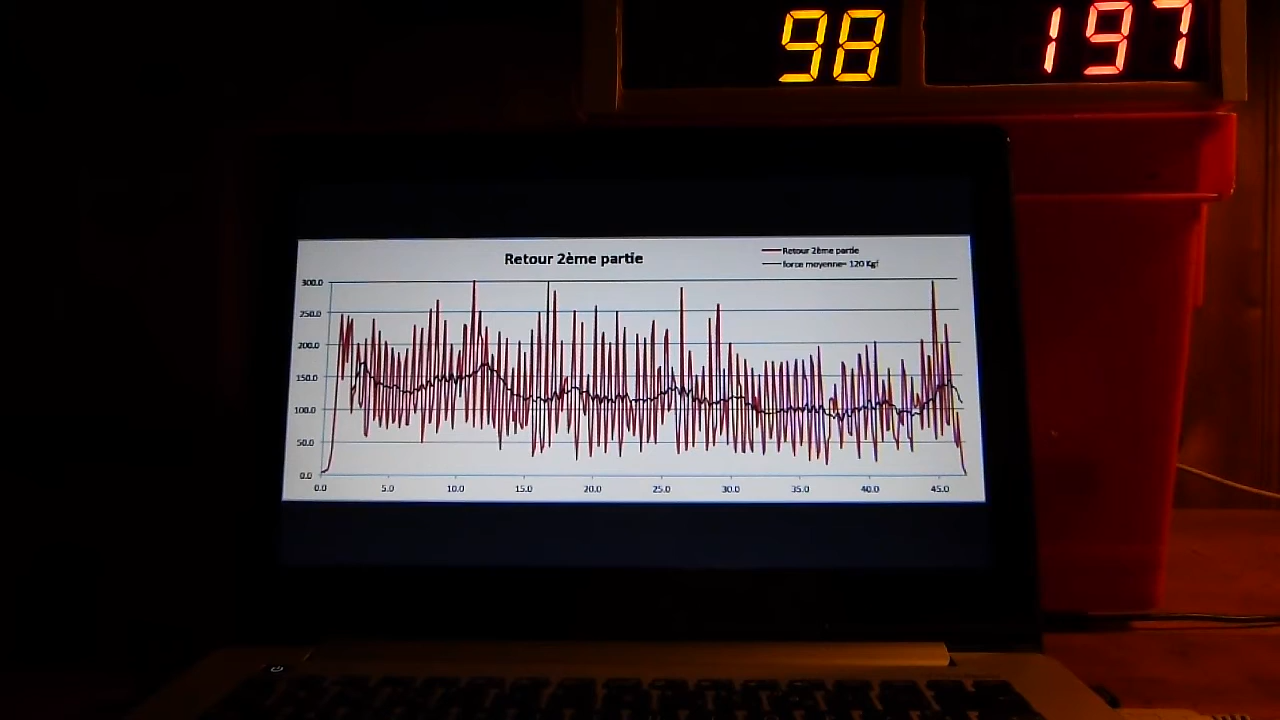 98 197
Retour 2ème partie
Retour 2ème partie
force moyenne= 120 Kgf
300.0
250.0
200.0
150.0
100.0
50.0
0.0
0.0 5.0 10.0 15.0 20.0 25.0 30.0 35.0 40.0 45.0